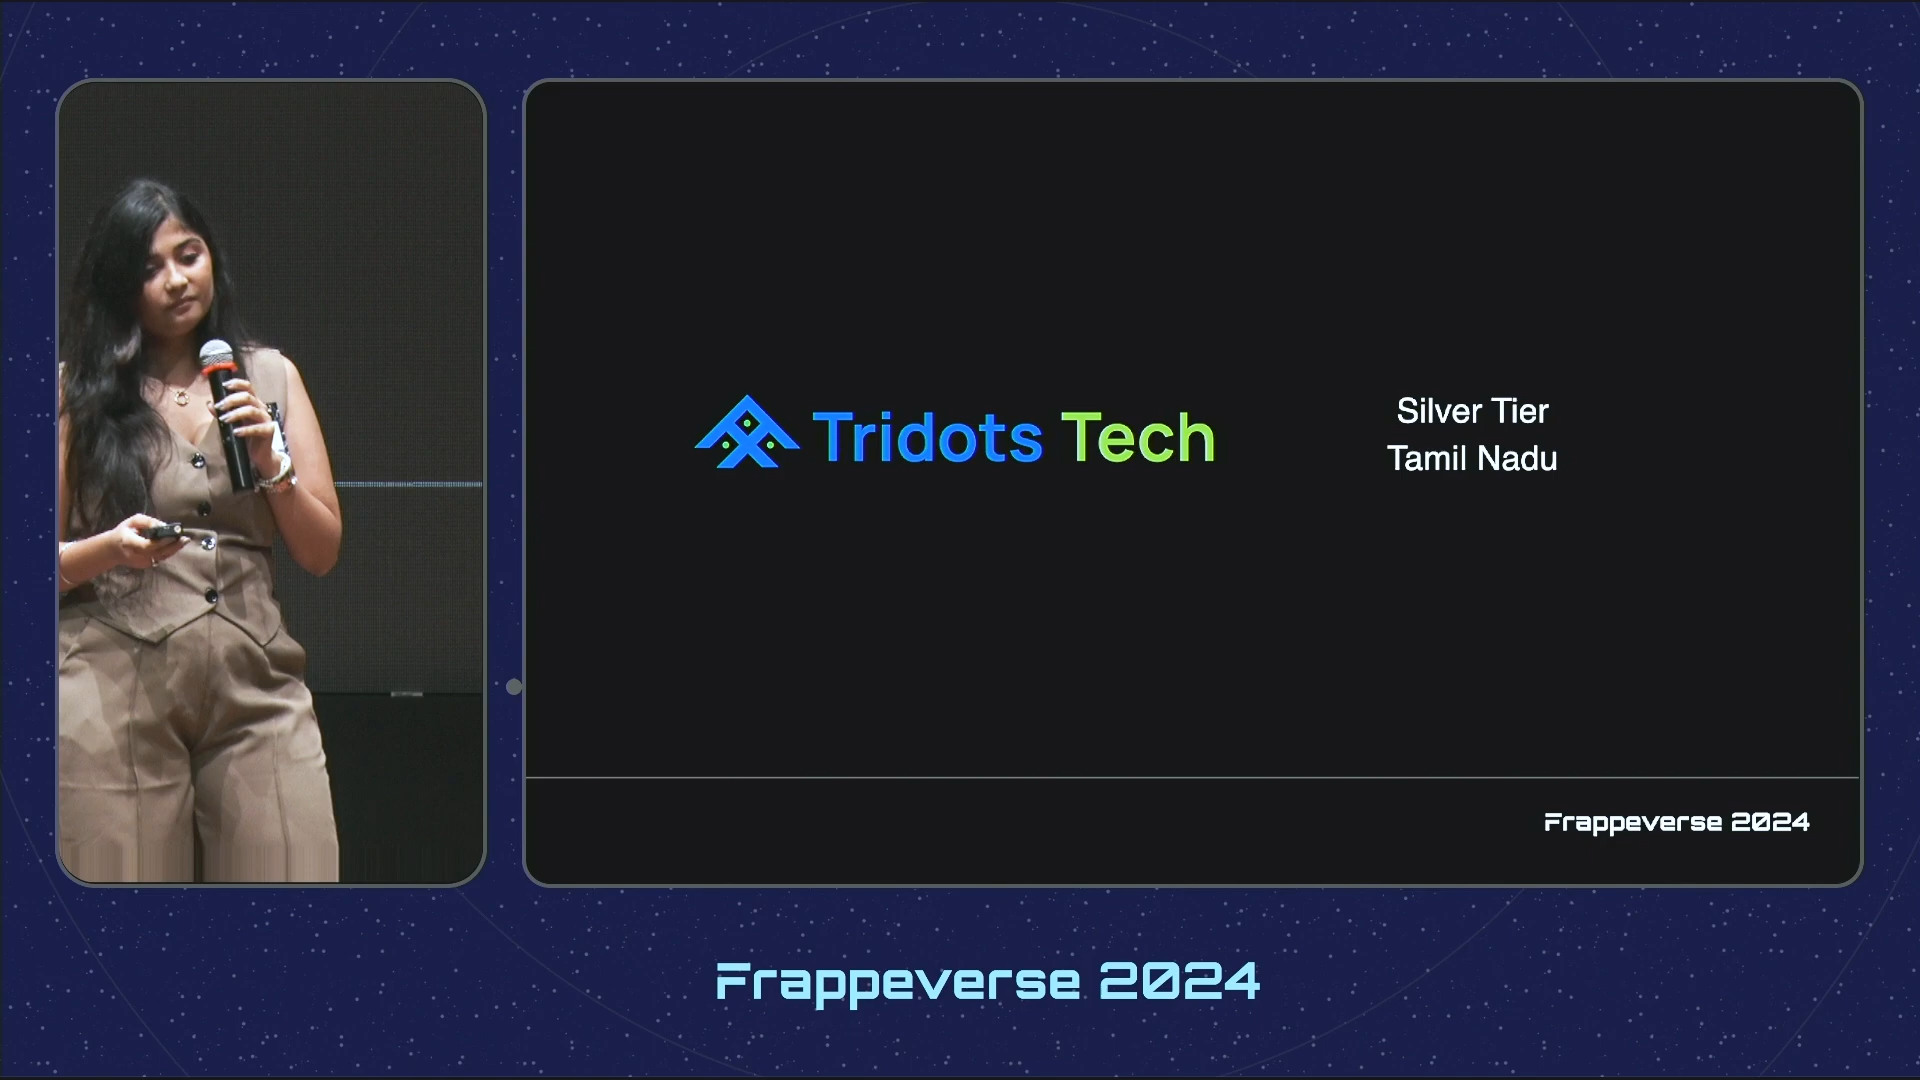 Tridots Tech
Silver Tier
Tamil Nadu
Frappeverse 2024
Frappeverse 2024